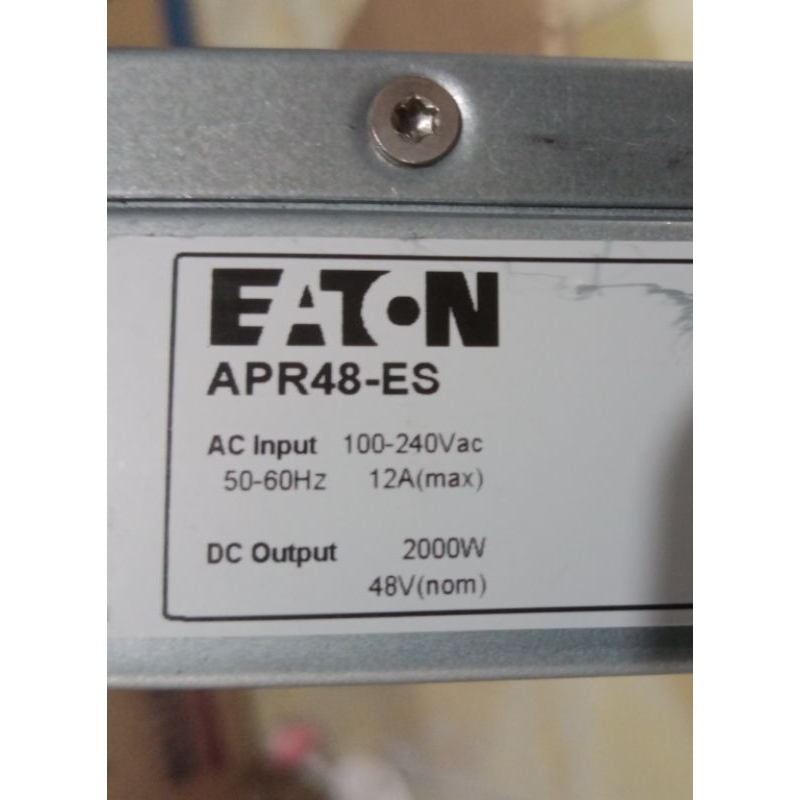 EATON
APR48-ES
AC Input 100-240Vac
50-60Hz 12A(max)
DC Output 2000W
48V(nom)